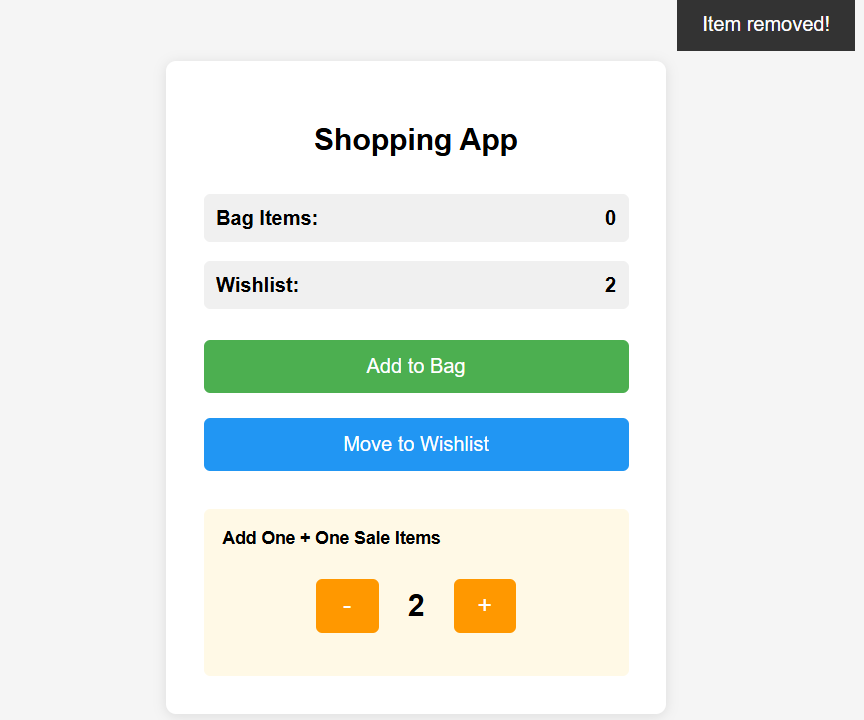 Item removed!
Shopping App
Bag Items: 0
Wishlist: 2
Add to Bag
Move to Wishlist
Add One + One Sale Items
- 2 +